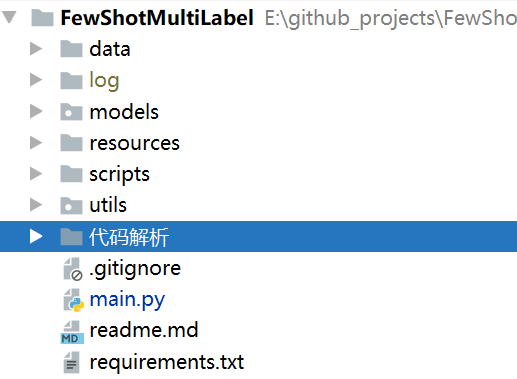 FewShotMultiLabel E:\github_projects\FewSho
data
log
models
resources
scripts
utils
代码解析
.gitignore
main.py
MD readme.md
requirements.txt